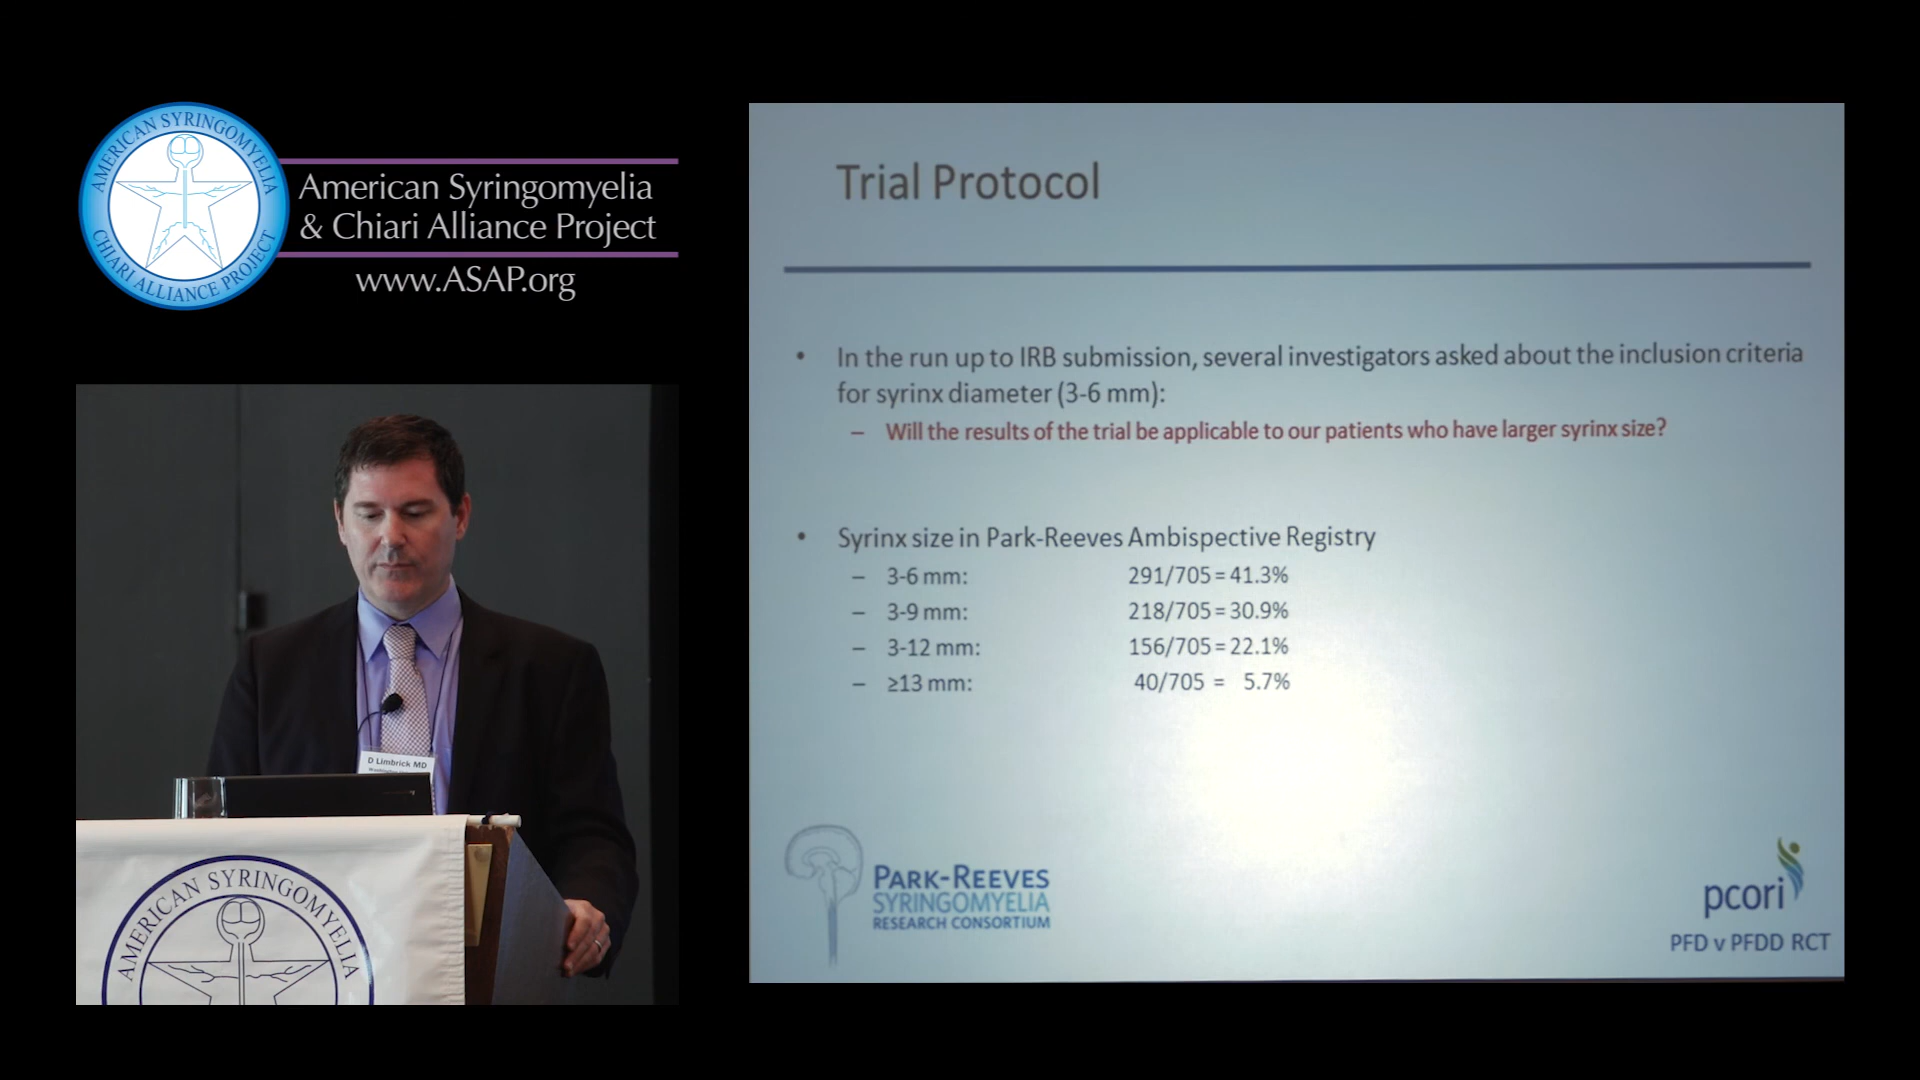 AMERICAN SYRINGOMYELIA
CHIARI ALLIANCE PROJECT
American Syringomyelia
& Chiari Alliance Project
www.ASAP.org
D Limbrick MD
AMERICAN SYRINGOMYELIA
Trial Protocol
• In the run up to IRB submission, several investigators asked about the inclusion criteria
for syrinx diameter (3-6 mm):
– Will the results of the trial be applicable to our patients who have larger syrinx size?
• Syrinx size in Park-Reeves Ambispective Registry
– 3-6 mm: 291/705 = 41.3%
– 3-9 mm: 218/705 = 30.9%
– 3-12 mm: 156/705 = 22.1%
– ≥13 mm: 40/705 = 5.7%
PARK-REEVES
SYRINGOMYELIA
RESEARCH CONSORTIUM
pcori
PFD v PFDD RCT